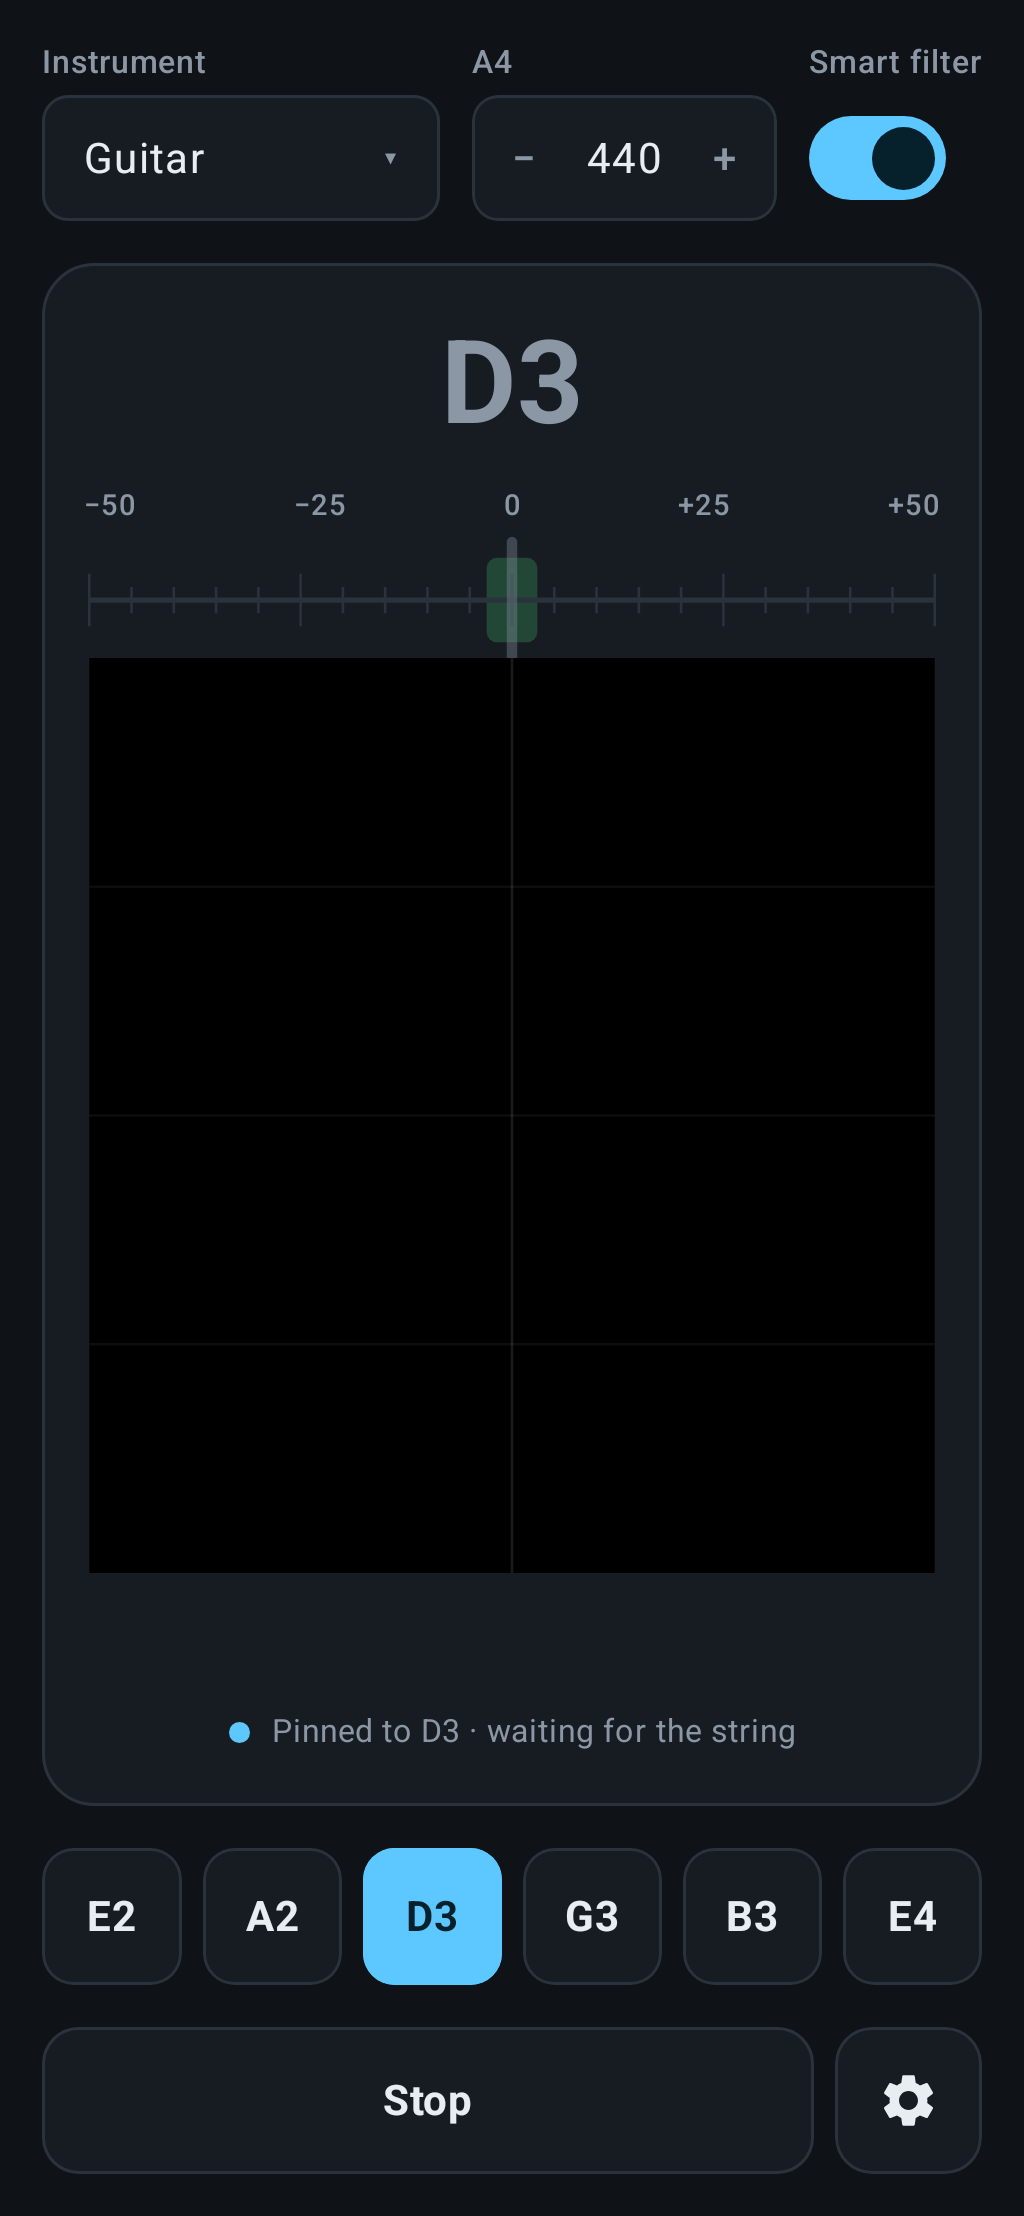 Instrument A4 Smart filter
Guitar ▾ − 440 +
D3
−50 −25 0 +25 +50
Pinned to D3 · waiting for the string
E2 A2 D3 G3 B3 E4
Stop